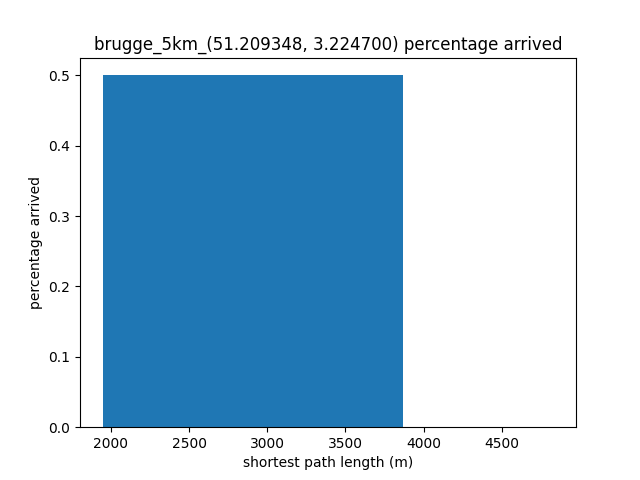 brugge_5km_(51.209348, 3.224700) percentage arrived
0.5
0.4
0.3
0.2
0.1
0.0
percentage arrived
2000 2500 3000 3500 4000 4500
shortest path length (m)